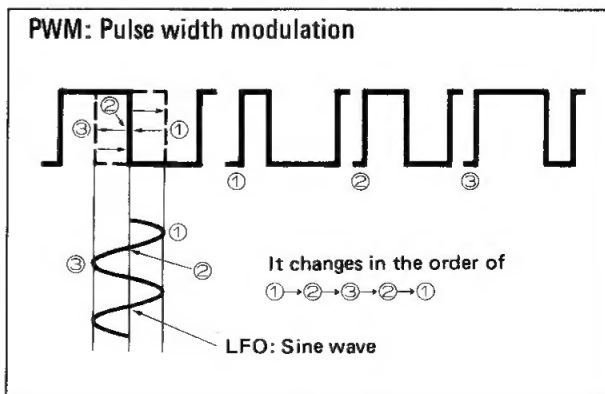 PWM: Pulse width modulation
②
③ ①
① ② ③
①
③ ②
It changes in the order of
①→②→③→②→①
LFO: Sine wave